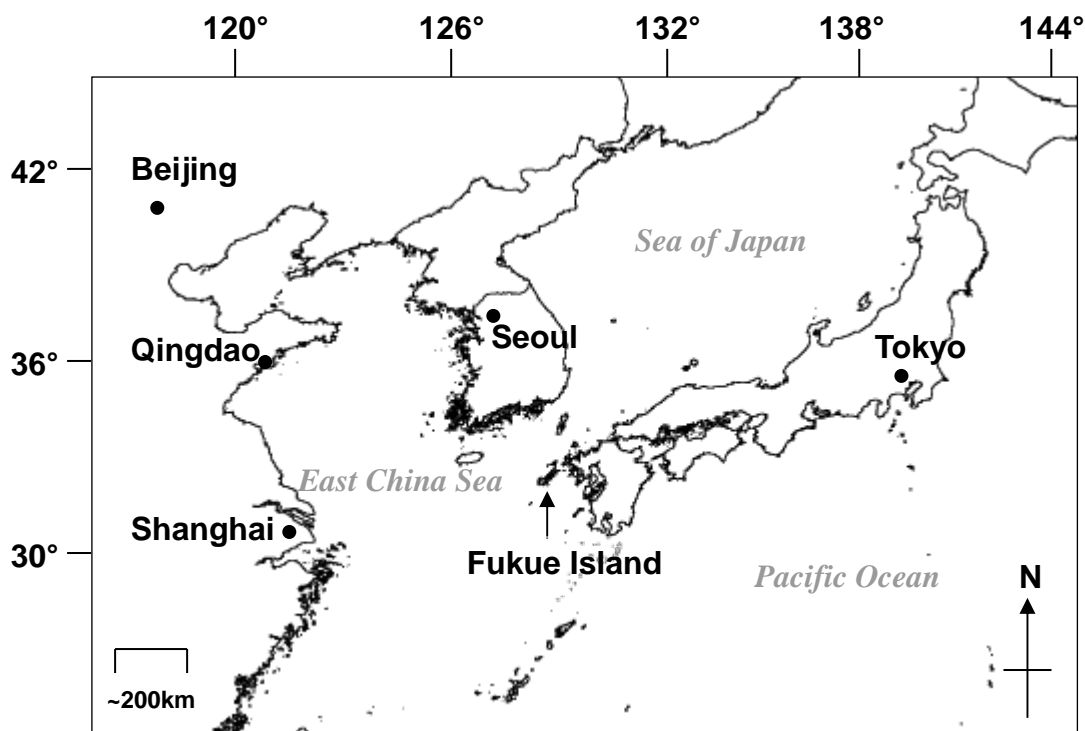 120° 126° 132° 138° 144°
42°
Beijing
Sea of Japan
Seoul
Qingdao
36°
Tokyo
East China Sea
Shanghai
30°
Fukue Island
Pacific Ocean
N
~200km